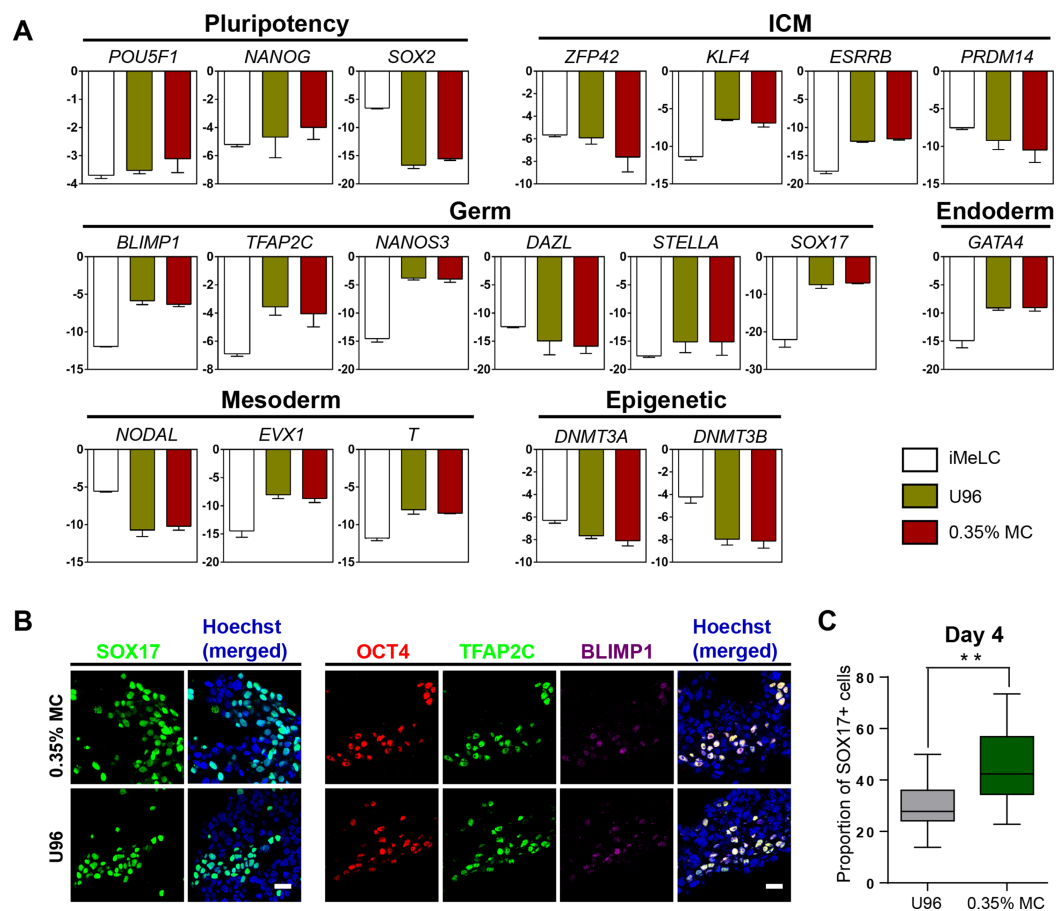 A
Pluripotency ICM
POU5F1 NANOG SOX2 ZFP42 KLF4 ESRRB PRDM14
0 0 0 0 0 0 0
-1 -2 -5 -2 -5 -5 -5
-2 -4 -10 -4 -10 -10 -10
-3 -6 -15 -6 -15 -15 -15
-4 -8 -20 -8 -20
-10
Germ Endoderm
BLIMP1 TFAP2C NANOS3 DAZL STELLA SOX17 GATA4
0 0 0 0 0 0 0
-5 -2 -5 -5 -5 -10 -5
-10 -4 -10 -10 -10 -20 -10
-15 -6 -15 -15 -15 -30 -15
-8 -20 -20 -20
Mesoderm Epigenetic
NODAL EVX1 T DNMT3A DNMT3B
0 0 0 0 0
-5 -5 -5 -2 -2
-10 -10 -10 -4 -4
-15 -15 -15 -6 -6
-20 -8 -8
-10 -10
iMeLC
U96
0.35% MC
B
SOX17 Hoechst (merged) OCT4 TFAP2C BLIMP1 Hoechst (merged)
0.35% MC
U96
C
Day 4
**
Proportion of SOX17+ cells
80
60
40
20
0
U96 0.35% MC